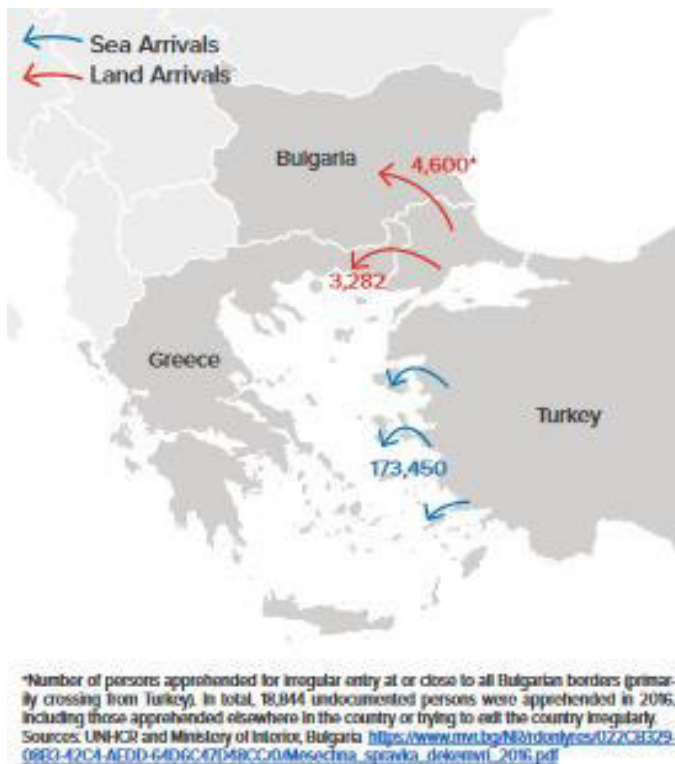 Sea Arrivals
Land Arrivals
Bulgaria
4,600*
3,282
Greece
Turkey
173,450
*Number of persons apprehended for irregular entry at or close to all Bulgarian borders (primar-
ily crossing from Turkey). In total, 18,844 undocumented persons were apprehended in 2016,
including those apprehended elsewhere in the country or trying to exit the country irregularly.
Sources: UNHCR and Ministery of Interior, Bulgaria